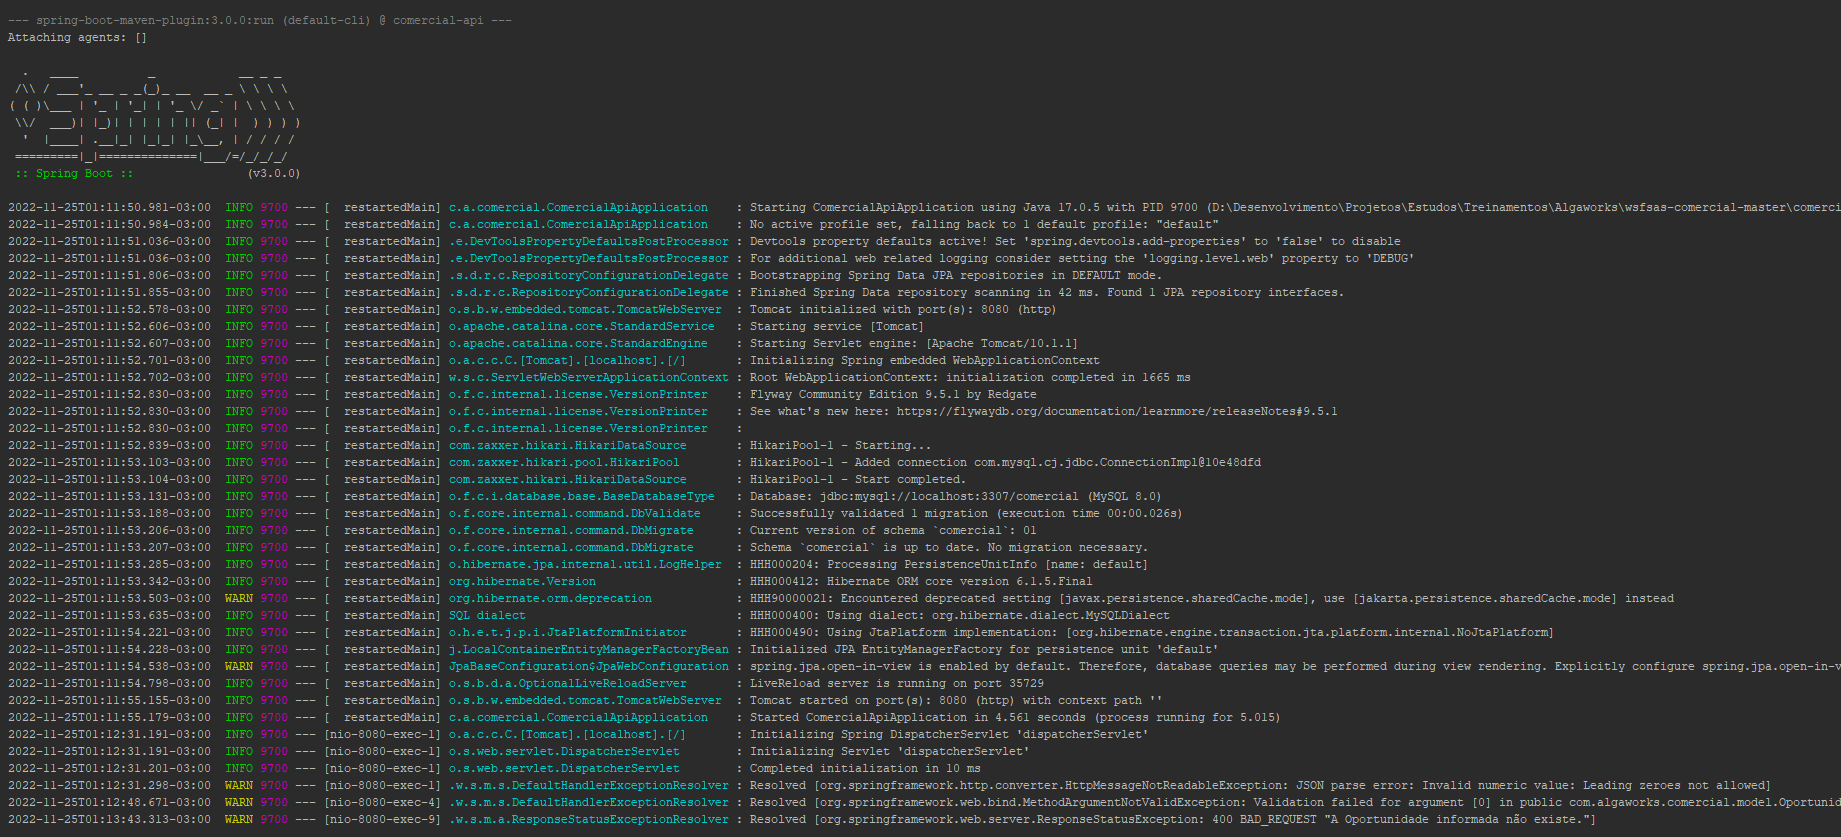 --- spring-boot-maven-plugin:3.0.0:run (default-cli) @ comercial-api ---
Attaching agents: []
  .   ____          _            __ _ _
 /\\ / ___'_ __ _ _(_)_ __  __ _ \ \ \ \
( ( )\___ | '_ | '_| | '_ \/ _` | \ \ \ \
 \\/  ___)| |_)| | | | | || (_| |  ) ) ) )
  '  |____| .__|_| |_|_| |_\__, | / / / /
 =========|_|==============|___/=/_/_/_/
 :: Spring Boot ::                (v3.0.0)
2022-11-25T01:11:50.981-03:00  INFO 9700 --- [  restartedMain] c.a.comercial.ComercialApiApplication    : Starting ComercialApiApplication using Java 17.0.5 with PID 9700 (D:\Desenvolvimento\Projetos\Estudos\Treinamentos\Algaworks\wsfsas-comercial-master\comerci
2022-11-25T01:11:50.984-03:00  INFO 9700 --- [  restartedMain] c.a.comercial.ComercialApiApplication    : No active profile set, falling back to 1 default profile: "default"
2022-11-25T01:11:51.036-03:00  INFO 9700 --- [  restartedMain] .e.DevToolsPropertyDefaultsPostProcessor : Devtools property defaults active! Set 'spring.devtools.add-properties' to 'false' to disable
2022-11-25T01:11:51.036-03:00  INFO 9700 --- [  restartedMain] .e.DevToolsPropertyDefaultsPostProcessor : For additional web related logging consider setting the 'logging.level.web' property to 'DEBUG'
2022-11-25T01:11:51.806-03:00  INFO 9700 --- [  restartedMain] .s.d.r.c.RepositoryConfigurationDelegate : Bootstrapping Spring Data JPA repositories in DEFAULT mode.
2022-11-25T01:11:51.855-03:00  INFO 9700 --- [  restartedMain] .s.d.r.c.RepositoryConfigurationDelegate : Finished Spring Data repository scanning in 42 ms. Found 1 JPA repository interfaces.
2022-11-25T01:11:52.578-03:00  INFO 9700 --- [  restartedMain] o.s.b.w.embedded.tomcat.TomcatWebServer  : Tomcat initialized with port(s): 8080 (http)
2022-11-25T01:11:52.606-03:00  INFO 9700 --- [  restartedMain] o.apache.catalina.core.StandardService   : Starting service [Tomcat]
2022-11-25T01:11:52.607-03:00  INFO 9700 --- [  restartedMain] o.apache.catalina.core.StandardEngine    : Starting Servlet engine: [Apache Tomcat/10.1.1]
2022-11-25T01:11:52.701-03:00  INFO 9700 --- [  restartedMain] o.a.c.c.C.[Tomcat].[localhost].[/]       : Initializing Spring embedded WebApplicationContext
2022-11-25T01:11:52.702-03:00  INFO 9700 --- [  restartedMain] w.s.c.ServletWebServerApplicationContext : Root WebApplicationContext: initialization completed in 1665 ms
2022-11-25T01:11:52.830-03:00  INFO 9700 --- [  restartedMain] o.f.c.internal.license.VersionPrinter    : Flyway Community Edition 9.5.1 by Redgate
2022-11-25T01:11:52.830-03:00  INFO 9700 --- [  restartedMain] o.f.c.internal.license.VersionPrinter    : See what's new here: https://flywaydb.org/documentation/learnmore/releaseNotes#9.5.1
2022-11-25T01:11:52.830-03:00  INFO 9700 --- [  restartedMain] o.f.c.internal.license.VersionPrinter    :
2022-11-25T01:11:52.839-03:00  INFO 9700 --- [  restartedMain] com.zaxxer.hikari.HikariDataSource       : HikariPool-1 - Starting...
2022-11-25T01:11:53.103-03:00  INFO 9700 --- [  restartedMain] com.zaxxer.hikari.pool.HikariPool        : HikariPool-1 - Added connection com.mysql.cj.jdbc.ConnectionImpl@10e48dfd
2022-11-25T01:11:53.104-03:00  INFO 9700 --- [  restartedMain] com.zaxxer.hikari.HikariDataSource       : HikariPool-1 - Start completed.
2022-11-25T01:11:53.131-03:00  INFO 9700 --- [  restartedMain] o.f.c.i.database.base.BaseDatabaseType   : Database: jdbc:mysql://localhost:3307/comercial (MySQL 8.0)
2022-11-25T01:11:53.188-03:00  INFO 9700 --- [  restartedMain] o.f.core.internal.command.DbValidate     : Successfully validated 1 migration (execution time 00:00.026s)
2022-11-25T01:11:53.206-03:00  INFO 9700 --- [  restartedMain] o.f.core.internal.command.DbMigrate      : Current version of schema `comercial`: 01
2022-11-25T01:11:53.207-03:00  INFO 9700 --- [  restartedMain] o.f.core.internal.command.DbMigrate      : Schema `comercial` is up to date. No migration necessary.
2022-11-25T01:11:53.285-03:00  INFO 9700 --- [  restartedMain] o.hibernate.jpa.internal.util.LogHelper  : HHH000204: Processing PersistenceUnitInfo [name: default]
2022-11-25T01:11:53.342-03:00  INFO 9700 --- [  restartedMain] org.hibernate.Version                    : HHH000412: Hibernate ORM core version 6.1.5.Final
2022-11-25T01:11:53.503-03:00  WARN 9700 --- [  restartedMain] org.hibernate.orm.deprecation            : HHH90000021: Encountered deprecated setting [javax.persistence.sharedCache.mode], use [jakarta.persistence.sharedCache.mode] instead
2022-11-25T01:11:53.635-03:00  INFO 9700 --- [  restartedMain] SQL dialect                              : HHH000400: Using dialect: org.hibernate.dialect.MySQLDialect
2022-11-25T01:11:54.221-03:00  INFO 9700 --- [  restartedMain] o.h.e.t.j.p.i.JtaPlatformInitiator       : HHH000490: Using JtaPlatform implementation: [org.hibernate.engine.transaction.jta.platform.internal.NoJtaPlatform]
2022-11-25T01:11:54.228-03:00  INFO 9700 --- [  restartedMain] j.LocalContainerEntityManagerFactoryBean : Initialized JPA EntityManagerFactory for persistence unit 'default'
2022-11-25T01:11:54.538-03:00  WARN 9700 --- [  restartedMain] JpaBaseConfiguration$JpaWebConfiguration : spring.jpa.open-in-view is enabled by default. Therefore, database queries may be performed during view rendering. Explicitly configure spring.jpa.open-in-v
2022-11-25T01:11:54.798-03:00  INFO 9700 --- [  restartedMain] o.s.b.d.a.OptionalLiveReloadServer       : LiveReload server is running on port 35729
2022-11-25T01:11:55.155-03:00  INFO 9700 --- [  restartedMain] o.s.b.w.embedded.tomcat.TomcatWebServer  : Tomcat started on port(s): 8080 (http) with context path ''
2022-11-25T01:11:55.179-03:00  INFO 9700 --- [  restartedMain] c.a.comercial.ComercialApiApplication    : Started ComercialApiApplication in 4.561 seconds (process running for 5.015)
2022-11-25T01:12:31.191-03:00  INFO 9700 --- [nio-8080-exec-1] o.a.c.c.C.[Tomcat].[localhost].[/]       : Initializing Spring DispatcherServlet 'dispatcherServlet'
2022-11-25T01:12:31.191-03:00  INFO 9700 --- [nio-8080-exec-1] o.s.web.servlet.DispatcherServlet        : Initializing Servlet 'dispatcherServlet'
2022-11-25T01:12:31.201-03:00  INFO 9700 --- [nio-8080-exec-1] o.s.web.servlet.DispatcherServlet        : Completed initialization in 10 ms
2022-11-25T01:12:31.298-03:00  WARN 9700 --- [nio-8080-exec-1] .w.s.m.s.DefaultHandlerExceptionResolver : Resolved [org.springframework.http.converter.HttpMessageNotReadableException: JSON parse error: Invalid numeric value: Leading zeroes not allowed]
2022-11-25T01:12:48.671-03:00  WARN 9700 --- [nio-8080-exec-4] .w.s.m.s.DefaultHandlerExceptionResolver : Resolved [org.springframework.web.bind.MethodArgumentNotValidException: Validation failed for argument [0] in public com.algaworks.comercial.model.Oportunid
2022-11-25T01:13:43.313-03:00  WARN 9700 --- [nio-8080-exec-9] .w.s.m.a.ResponseStatusExceptionResolver : Resolved [org.springframework.web.server.ResponseStatusException: 400 BAD_REQUEST "A Oportunidade informada não existe."]